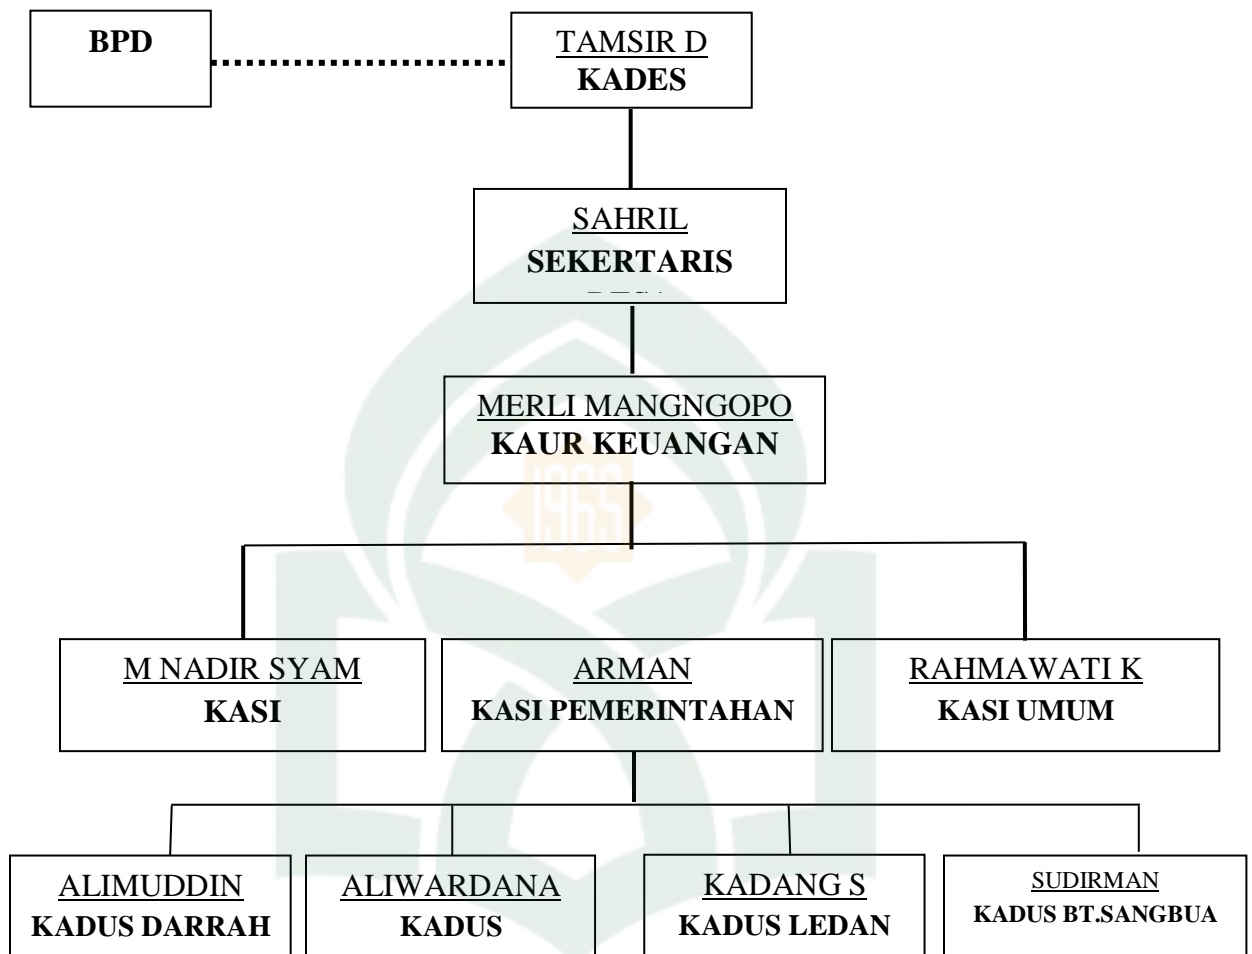 BPD
TAMSIR D
KADES
SAHRIL
SEKERTARIS
MERLI MANGNGOPO
KAUR KEUANGAN
1965
M NADIR SYAM
KASI
ARMAN
KASI PEMERINTAHAN
RAHMAWATI K
KASI UMUM
ALIMUDDIN
KADUS DARRAH
ALIWARDANA
KADUS
KADANG S
KADUS LEDAN
SUDIRMAN
KADUS BT.SANGBUA